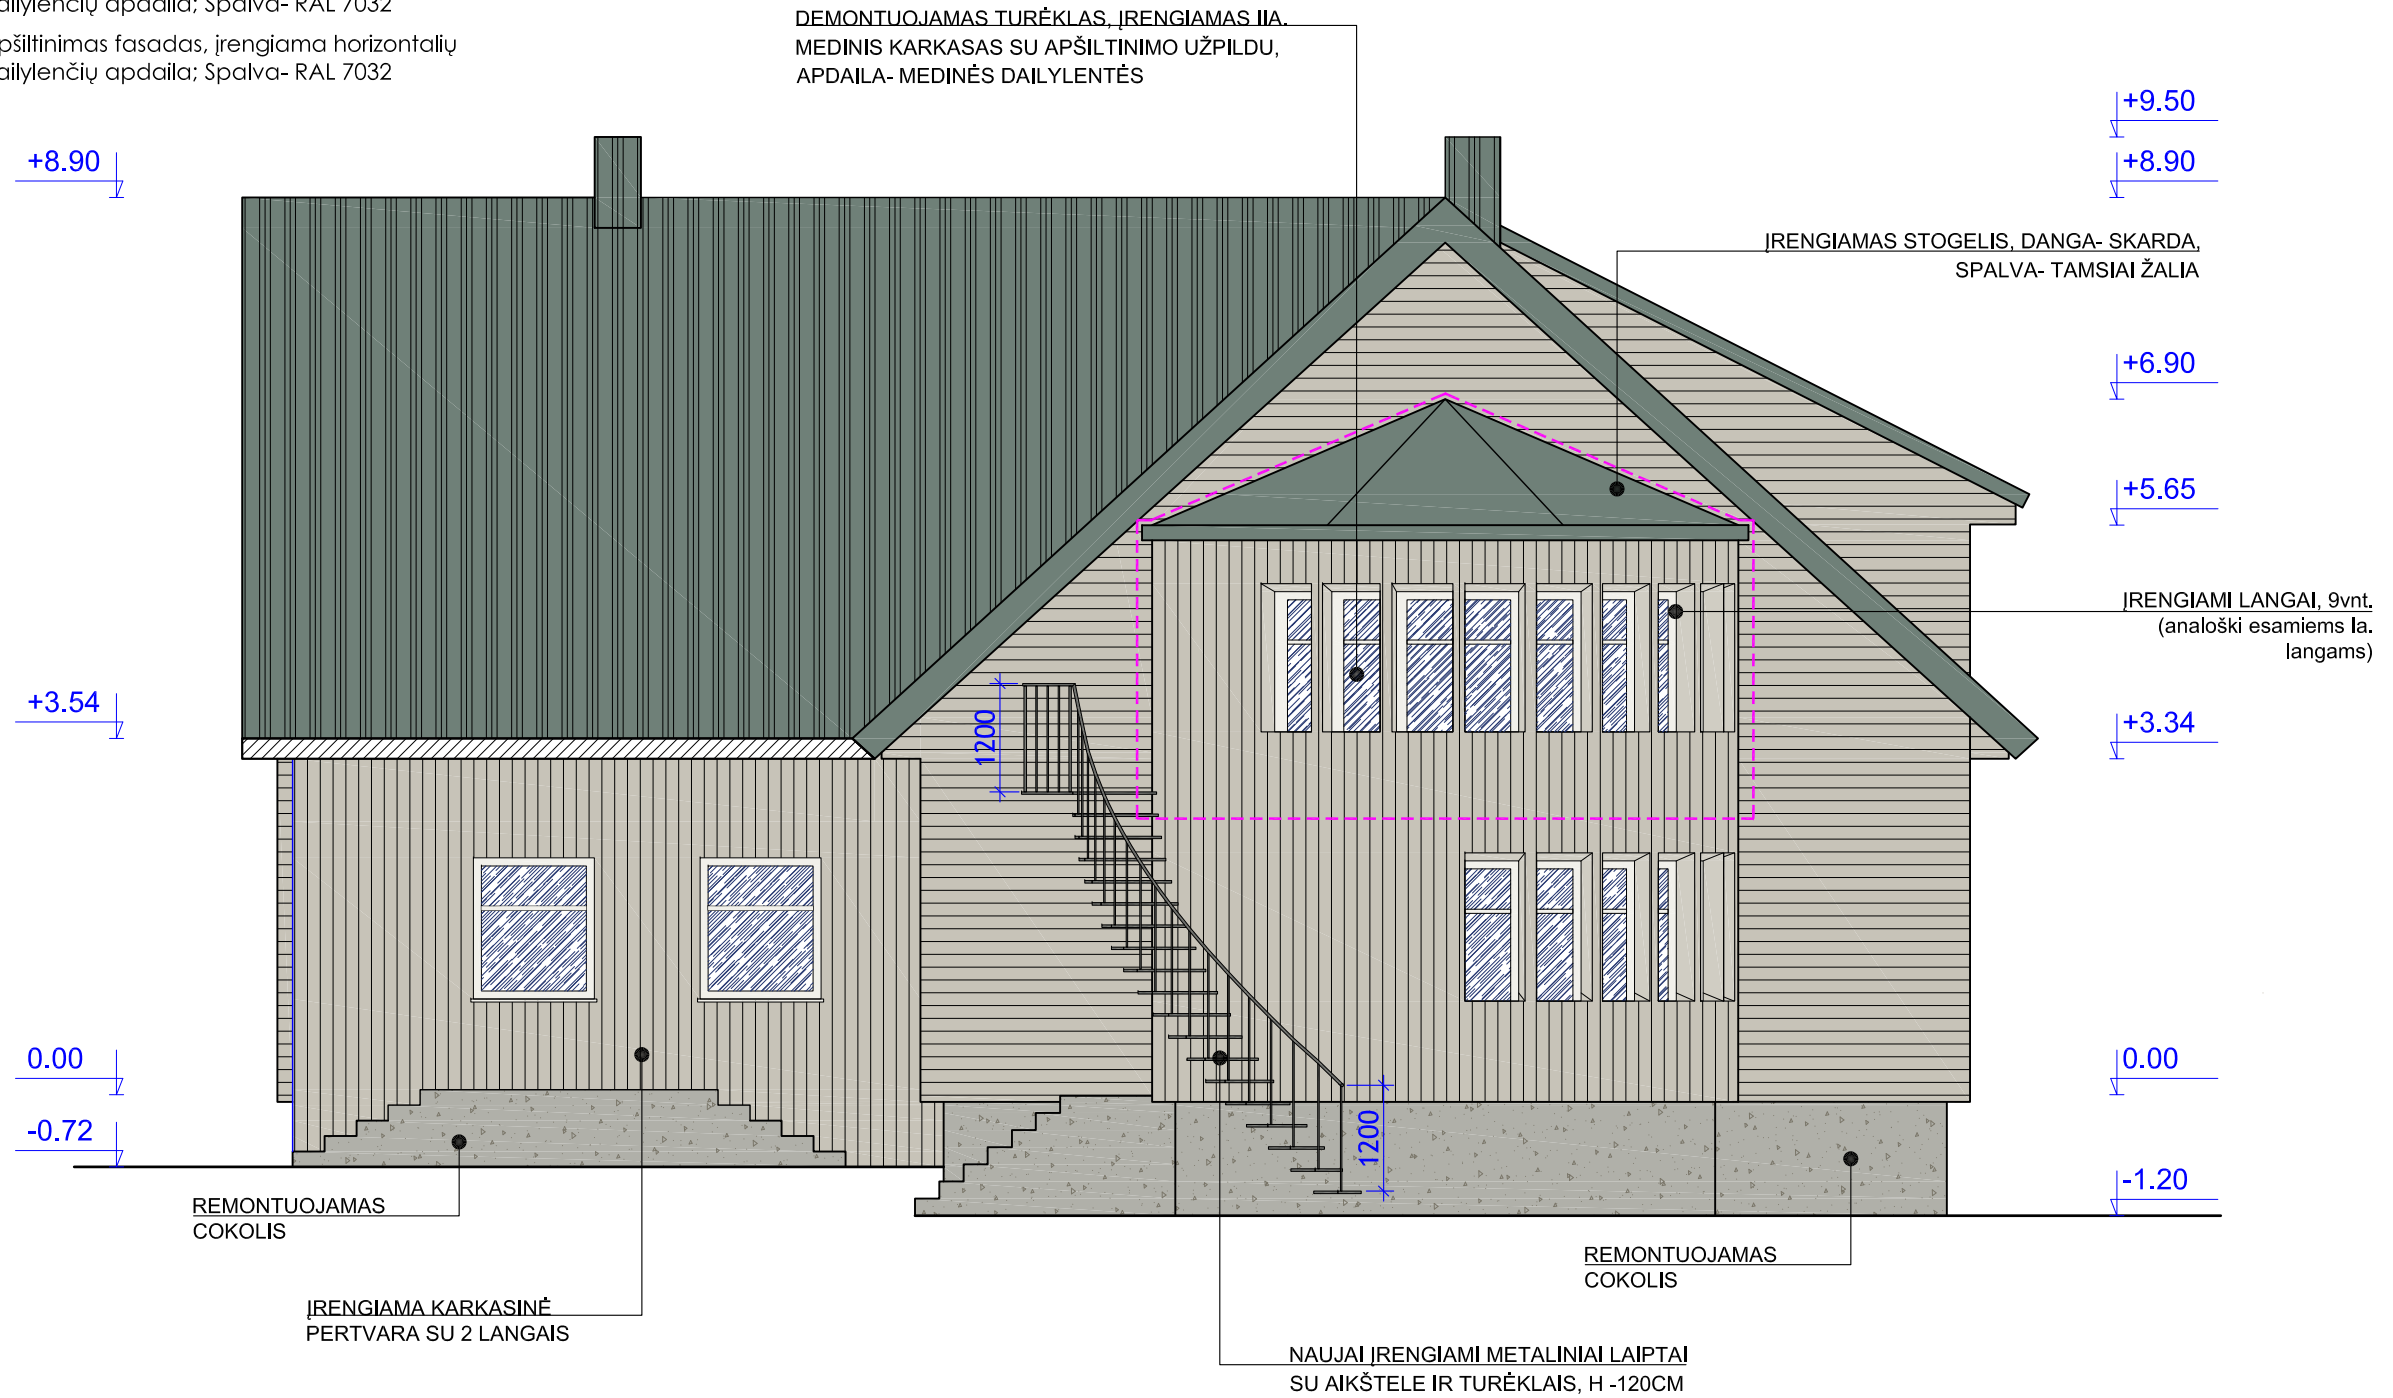 apdaila; Spalva- RAL 7032
fasadas, įrengiama horizontalių
apdaila; Spalva- RAL 7032
DEMONTUOJAMAS TURĖKLAS, ĮRENGIAMAS IIA.
MEDINIS KARKASAS SU APŠILTINIMO UŽPILDU,
APDAILA- MEDINĖS DAILYLENTĖS
+9.50
+8.90
+8.90
ĮRENGIAMAS STOGELIS, DANGA- SKARDA,
SPALVA- TAMSIAI ŽALIA
+6.90
+5.65
ĮRENGIAMI LANGAI, 9vnt.
(analoški esamiems Ia.
langams)
+3.54
1200
+3.34
0.00
0.00
-0.72
1200
-1.20
REMONTUOJAMAS
COKOLIS
REMONTUOJAMAS
COKOLIS
ĮRENGIAMA KARKASINĖ
PERTVARA SU 2 LANGAIS
NAUJAI ĮRENGIAMI METALINIAI LAIPTAI
SU AIKŠTELE IR TURĖKLAIS, H -120CM